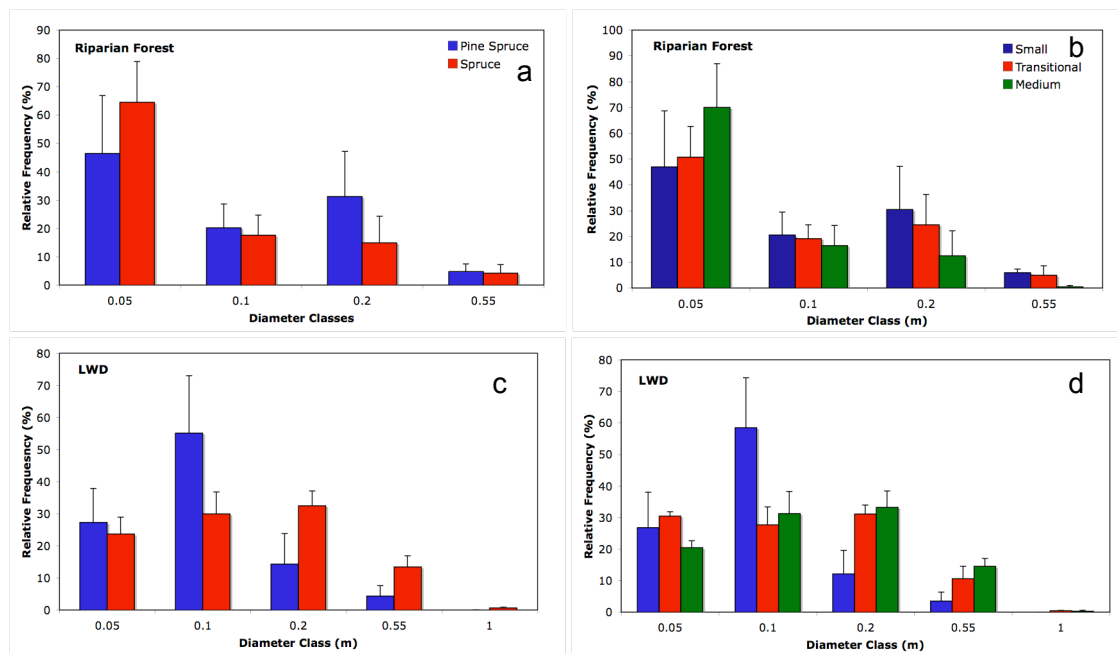 Riparian Forest
Pine Spruce
Spruce
a
Relative Frequency (%)
90
80
70
60
50
40
30
20
10
0
0.05 0.1 0.2 0.55
Diameter Classes
Riparian Forest
Small
Transitional
Medium
b
Relative Frequency (%)
100
90
80
70
60
50
40
30
20
10
0
0.05 0.1 0.2 0.55
Diameter Class (m)
LWD
c
Relative Frequesncy (%)
80
70
60
50
40
30
20
10
0
0.05 0.1 0.2 0.55 1
Diameter Class (m)
LWD
d
Relative Frequency (%)
80
70
60
50
40
30
20
10
0
0.05 0.1 0.2 0.55 1
Diameter Class (m)